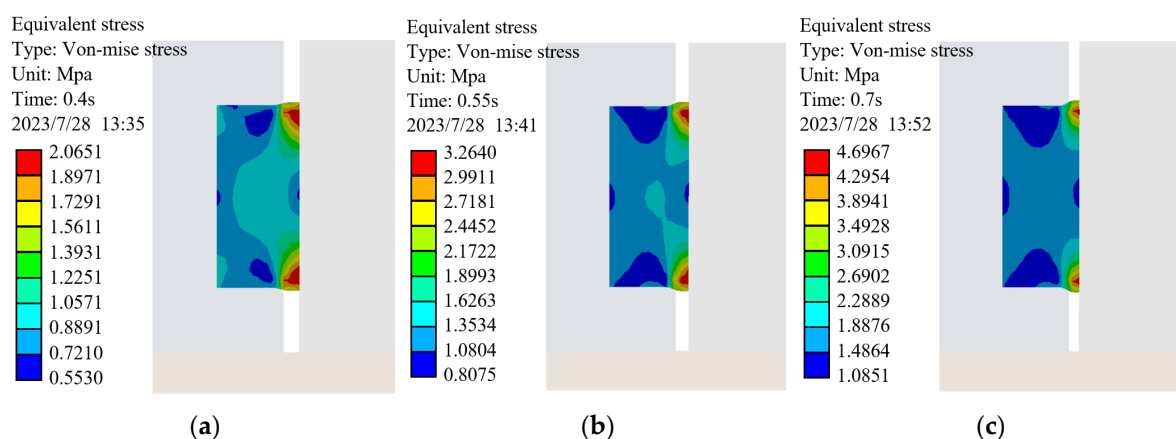 Equivalent stress
Type: Von-mise stress
Unit: Mpa
Time: 0.4s
2023/7/28 13:35
2.0651
1.8971
1.7291
1.5611
1.3931
1.2251
1.0571
0.8891
0.7210
0.5530
(a)
Equivalent stress
Type: Von-mise stress
Unit: Mpa
Time: 0.55s
2023/7/28 13:41
3.2640
2.9911
2.7181
2.4452
2.1722
1.8993
1.6263
1.3534
1.0804
0.8075
(b)
Equivalent stress
Type: Von-mise stress
Unit: Mpa
Time: 0.7s
2023/7/28 13:52
4.6967
4.2954
3.8941
3.4928
3.0915
2.6902
2.2889
1.8876
1.4864
1.0851
(c)